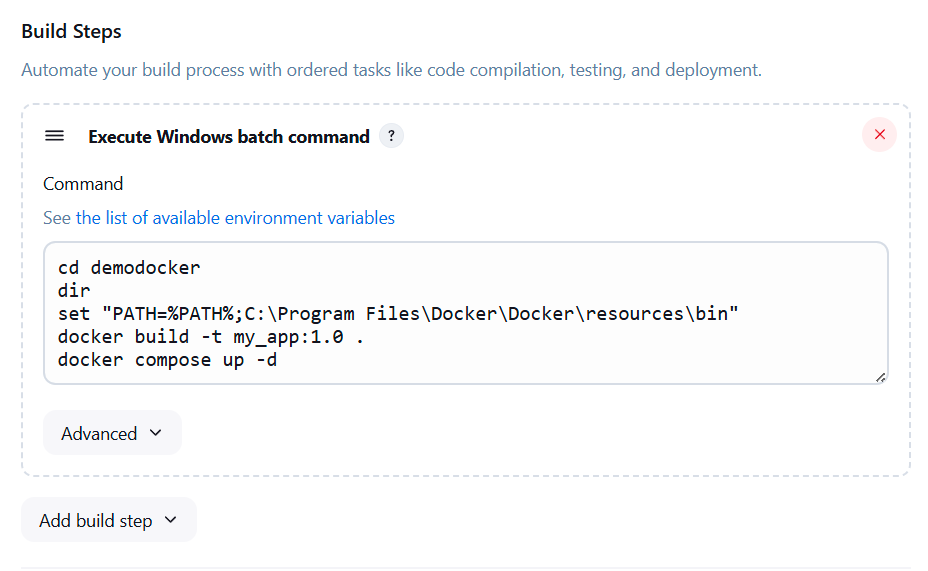 Build Steps
Automate your build process with ordered tasks like code compilation, testing, and deployment.
Execute Windows batch command ?
Command
See the list of available environment variables
cd demodocker
dir
set "PATH=%PATH%;C:\Program Files\Docker\Docker\resources\bin"
docker build -t my_app:1.0 .
docker compose up -d
Advanced
Add build step